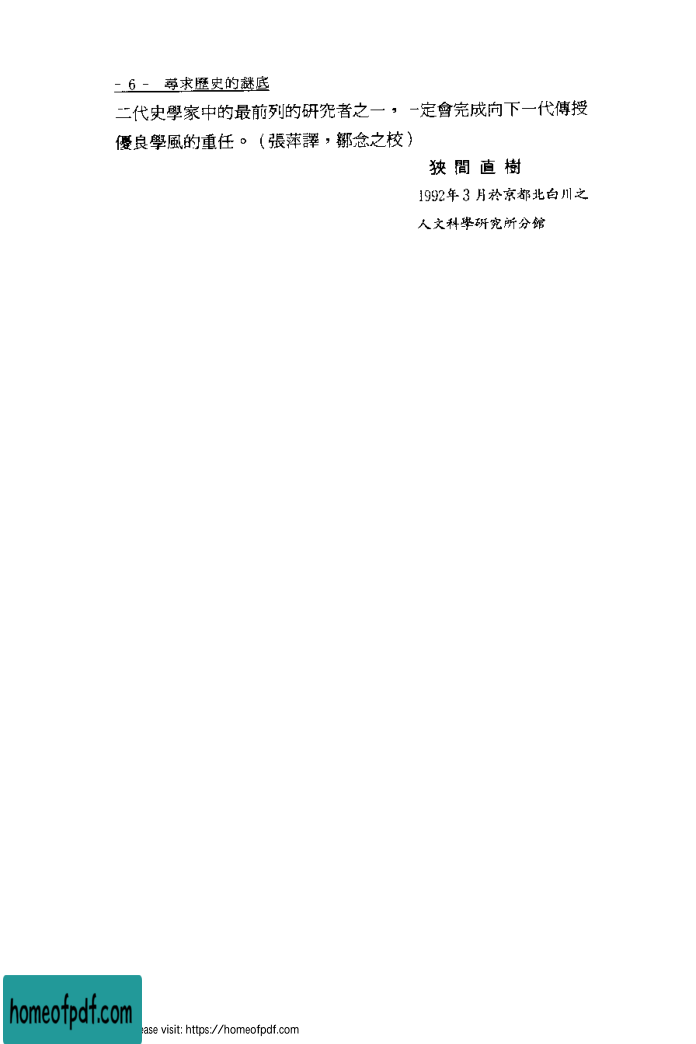 - 6 - 尋求歷史的謎底
二代史學家中的最前列的研究者之一，一定會完成向下一代傳授
優良學風的重任。（張萍譯，鄒念之校）
狹間直樹
1992年3月於京都北白川之
人文科學研究所分館
homeofpdf.com
ease visit: https://homeofpdf.com